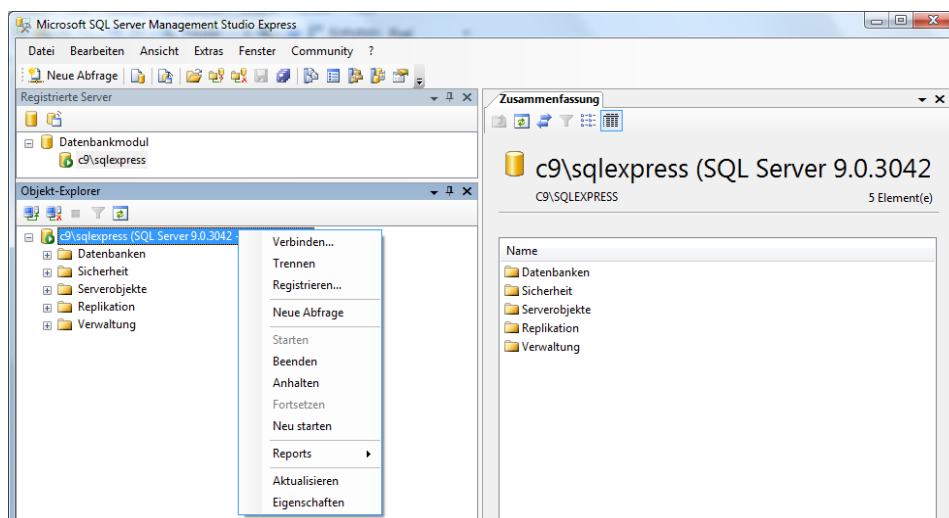 Microsoft SQL Server Management Studio Express
Datei Bearbeiten Ansicht Extras Fenster Community ?
Neue Abfrage
Registrierte Server
Datenbankmodul
c9\sqlexpress
Objekt-Explorer
c9\sqlexpress (SQL Server 9.0.3042 -
Datenbanken
Sicherheit
Serverobjekte
Replikation
Verwaltung
Verbinden...
Trennen
Registrieren...
Neue Abfrage
Starten
Beenden
Anhalten
Fortsetzen
Neu starten
Reports
Aktualisieren
Eigenschaften
Zusammenfassung
c9\sqlexpress (SQL Server 9.0.3042
C9\SQLEXPRESS 5 Element(e)
Name
Datenbanken
Sicherheit
Serverobjekte
Replikation
Verwaltung